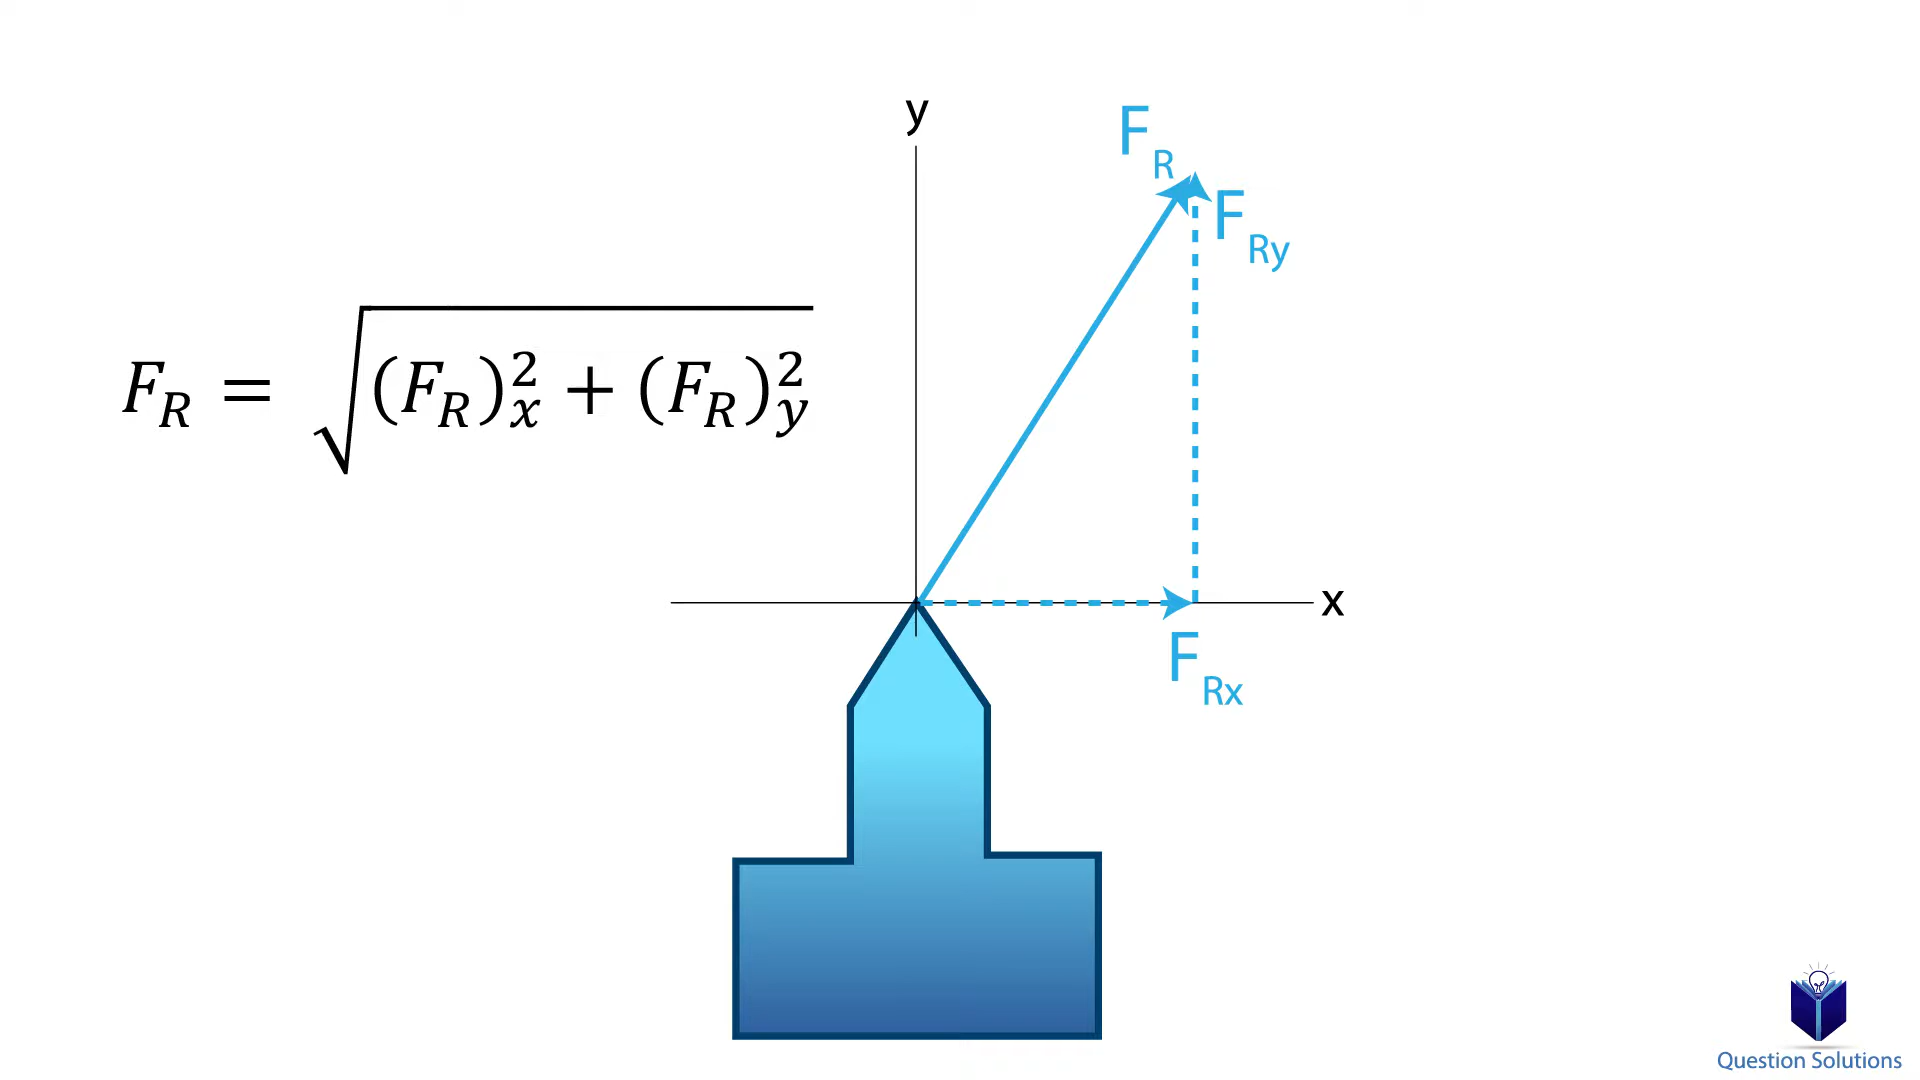 y
F_R
F_Ry
F_R = √((F_R)_x^2 + (F_R)_y^2)
x
F_Rx
Question Solutions